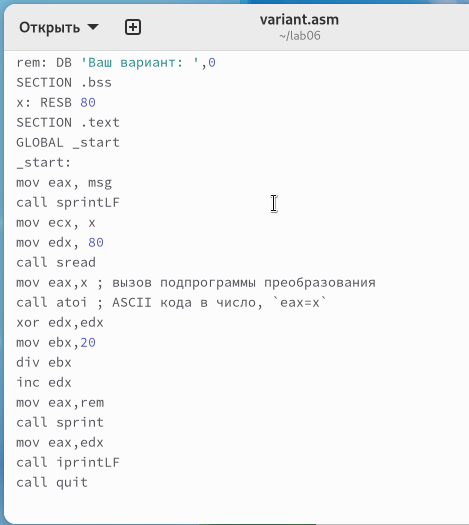 Открыть
variant.asm
~/lab06
rem: DB 'Ваш вариант: ',0
SECTION .bss
x: RESB 80
SECTION .text
GLOBAL _start
_start:
mov eax, msg
call sprintLF
mov ecx, x
mov edx, 80
call sread
mov eax,x ; вызов подпрограммы преобразования
call atoi ; ASCII кода в число, `eax=x`
xor edx,edx
mov ebx,20
div ebx
inc edx
mov eax,rem
call sprint
mov eax,edx
call iprintLF
call quit